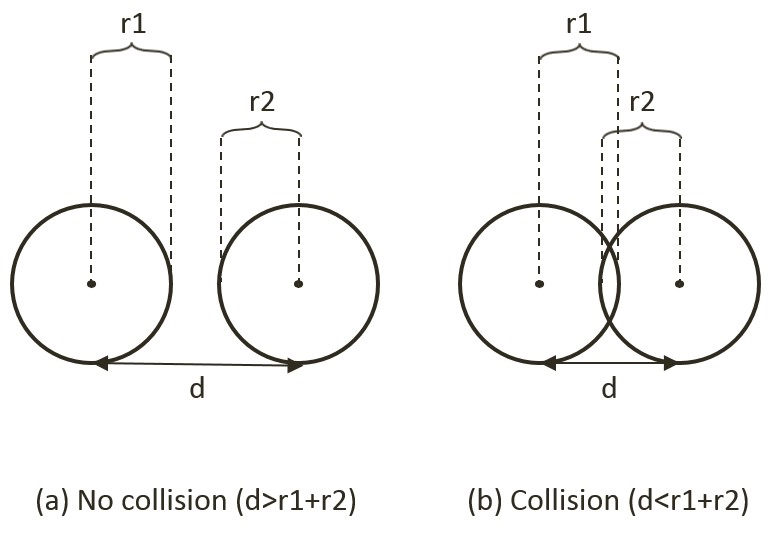 r1
r2
d
(a) No collision (d>r1+r2)
r1
r2
d
(b) Collision (d<r1+r2)